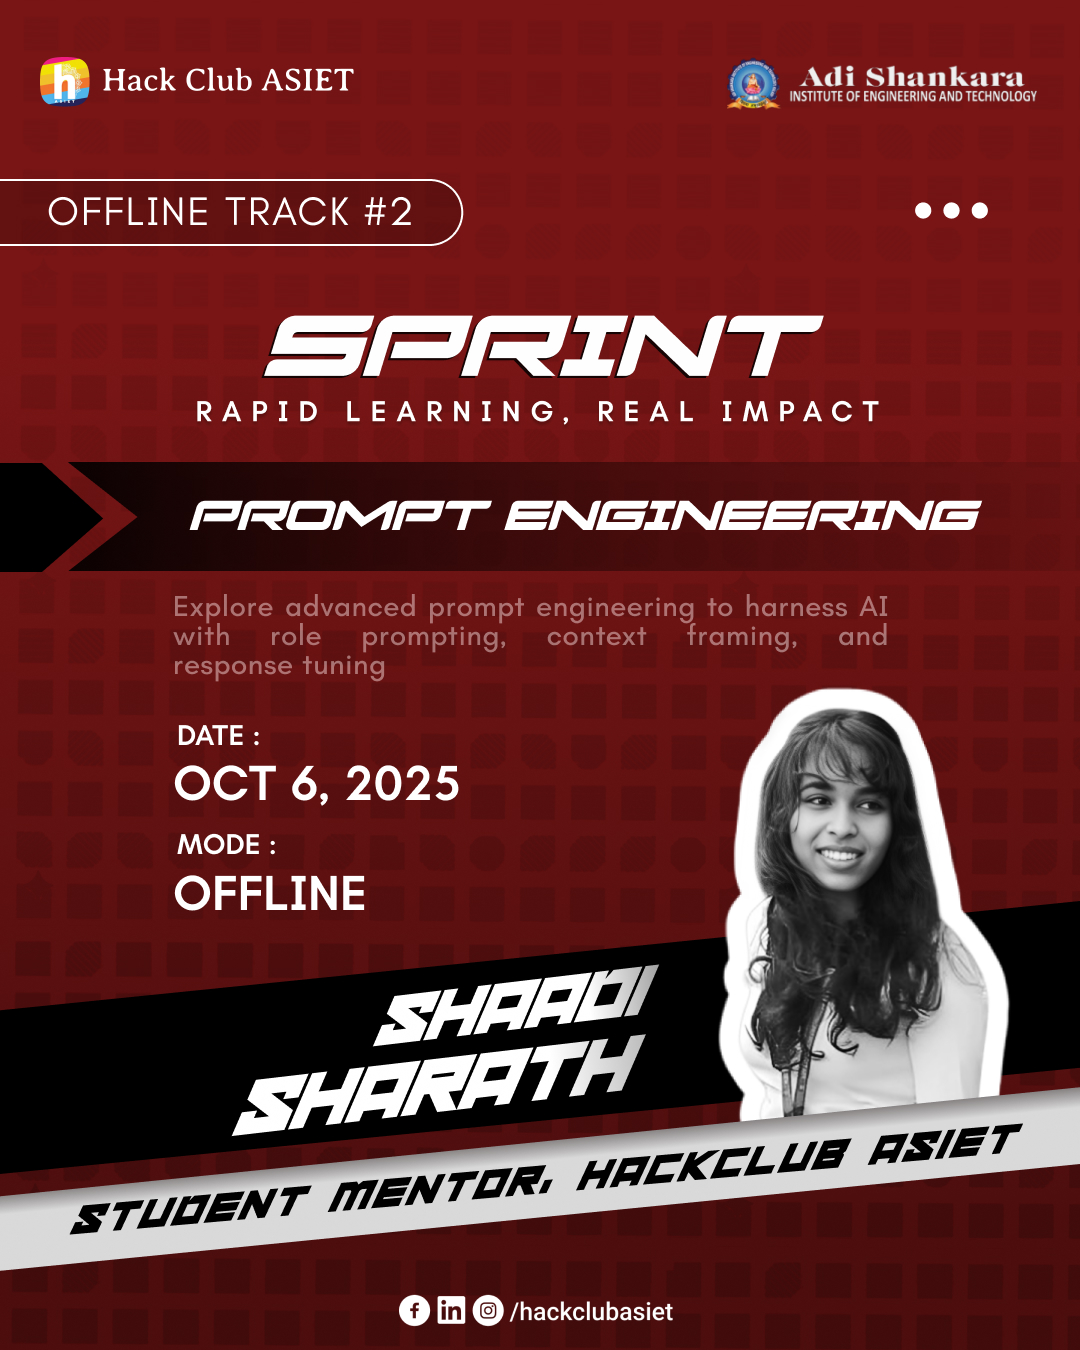 h
ASIET
Hack Club ASIET
Adi Shankara
INSTITUTE OF ENGINEERING AND TECHNOLOGY
OFFLINE TRACK #2
SPRINT
RAPID LEARNING, REAL IMPACT
PROMPT ENGINEERING
Explore advanced prompt engineering to harness AI
with role prompting, context framing, and
response tuning
DATE :
OCT 6, 2025
MODE :
OFFLINE
SHAADI
SHARATH
STUDENT MENTOR, HACKCLUB ASIET
/hackclubasiet